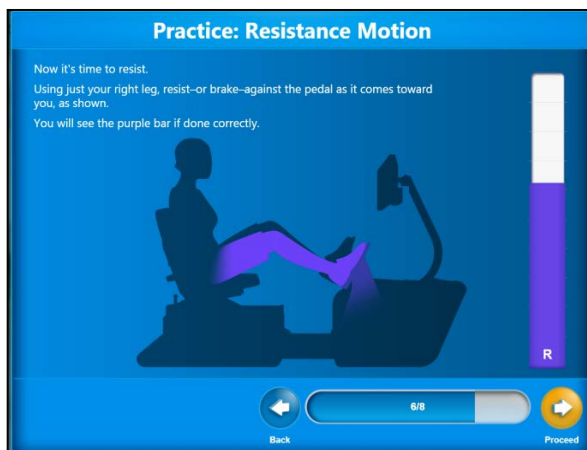 Practice: Resistance Motion
Now it's time to resist.
Using just your right leg, resist–or brake–against the pedal as it comes toward
you, as shown.
You will see the purple bar if done correctly.
R
6/8
Back
Proceed